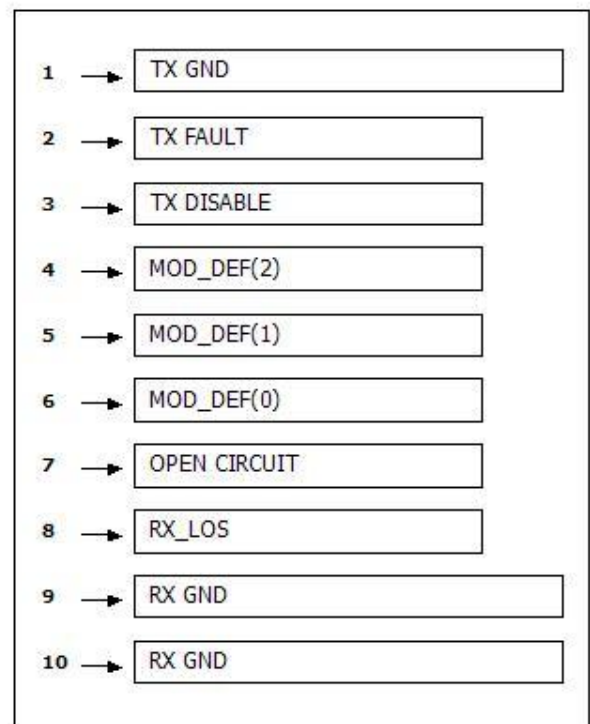 1 TX GND
2 TX FAULT
3 TX DISABLE
4 MOD_DEF(2)
5 MOD_DEF(1)
6 MOD_DEF(0)
7 OPEN CIRCUIT
8 RX_LOS
9 RX GND
10 RX GND